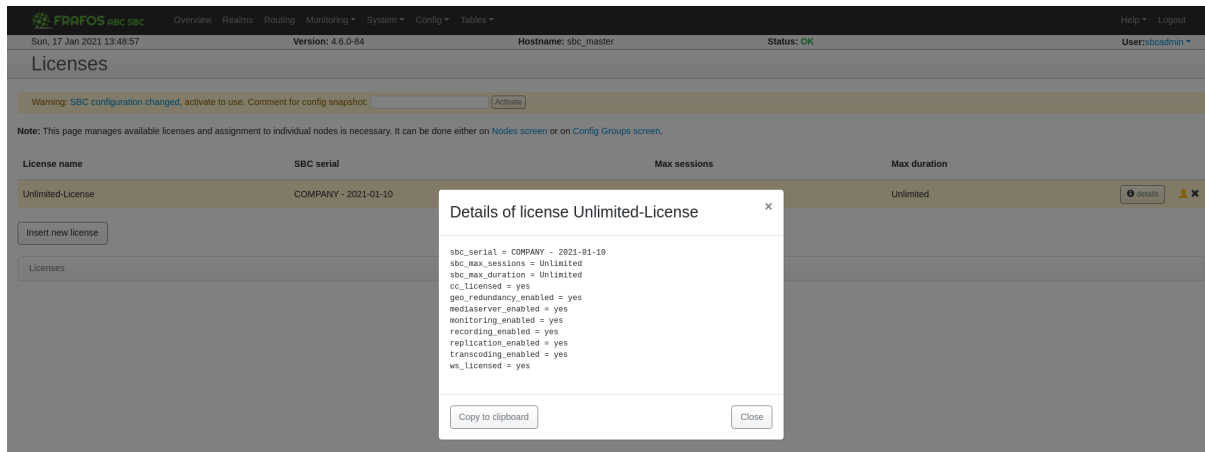 FRAFOS ABC SBC Overview Realms Routing Monitoring System Config Tables Help Logout
Sun, 17 Jan 2021 13:48:57 Version: 4.6.0-84 Hostname: sbc_master Status: OK User:sbcadmin
Licenses
Warning: SBC configuration changed, activate to use. Comment for config snapshot: Activate
Note: This page manages available licenses and assignment to individual nodes is necessary. It can be done either on Nodes screen or on Config Groups screen.
License name SBC serial Max sessions Max duration
Unlimited-License COMPANY - 2021-01-10 Unlimited details
Insert new license
Licenses
Details of license Unlimited-License ×
sbc_serial = COMPANY - 2021-01-10
sbc_max_sessions = Unlimited
sbc_max_duration = Unlimited
cc_licensed = yes
geo_redundancy_enabled = yes
mediaserver_enabled = yes
monitoring_enabled = yes
recording_enabled = yes
replication_enabled = yes
transcoding_enabled = yes
ws_licensed = yes
Copy to clipboard Close